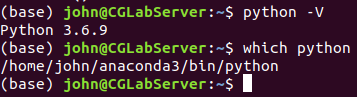 (base) john@CGLabServer:~$ python -V
Python 3.6.9
(base) john@CGLabServer:~$ which python
/home/john/anaconda3/bin/python
(base) john@CGLabServer:~$